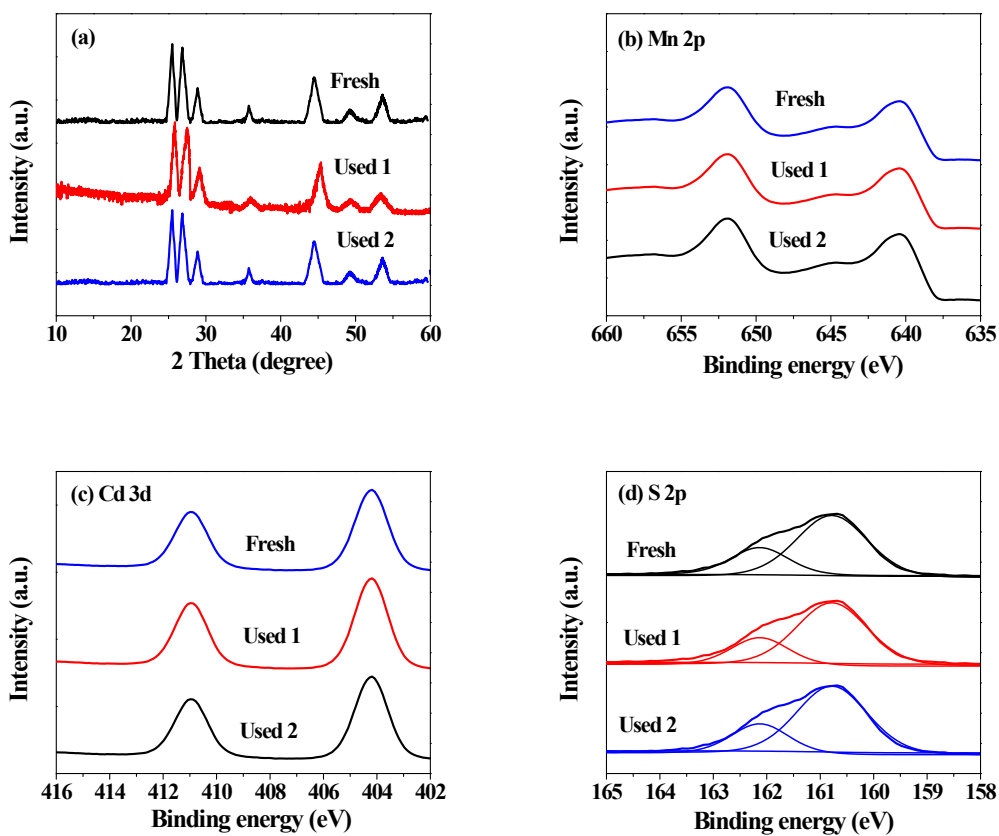 (a)
Fresh
Used 1
Used 2
Intensity (a.u.)
10 20 30 40 50 60
2 Theta (degree)
(b) Mn 2p
Fresh
Used 1
Used 2
Intensity (a.u.)
660 655 650 645 640 635
Binding energy (eV)
(c) Cd 3d
Fresh
Used 1
Used 2
Intensity (a.u.)
416 414 412 410 408 406 404 402
Binding energy (eV)
(d) S 2p
Fresh
Used 1
Used 2
Intensity (a.u.)
165 164 163 162 161 160 159 158
Binding energy (eV)